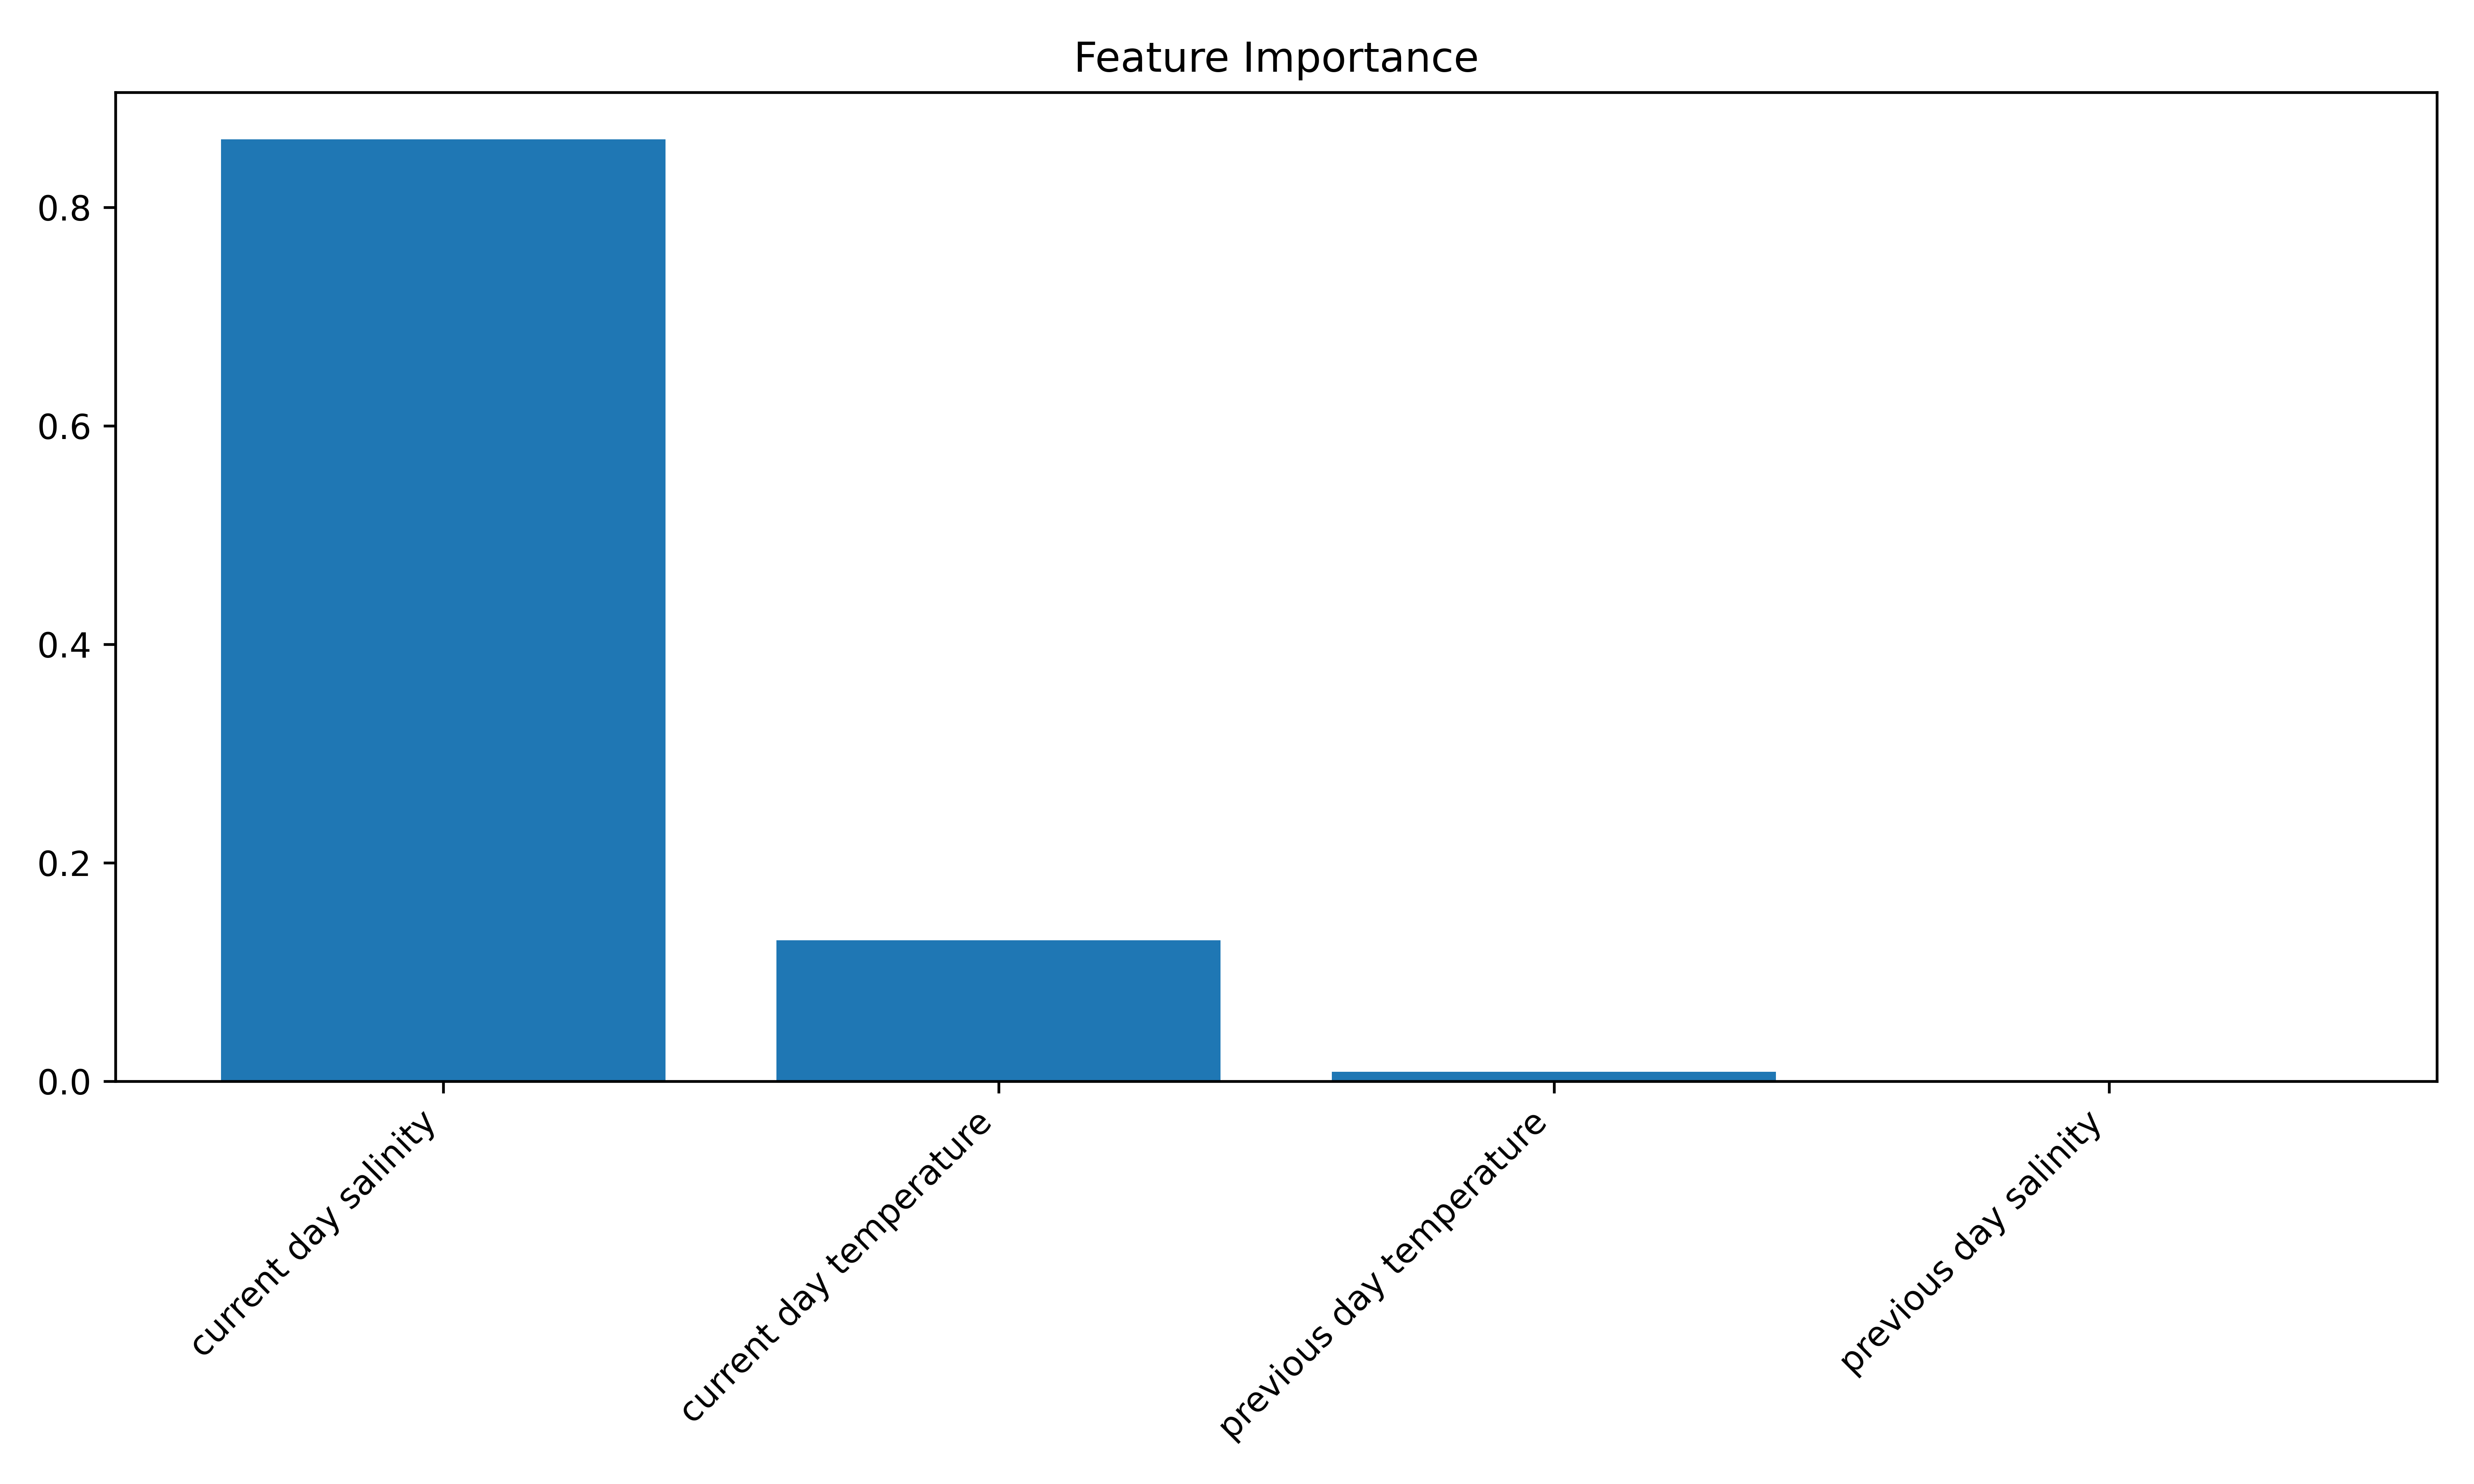 Feature Importance
0.8
0.6
0.4
0.2
0.0
current day salinity
current day temperature
previous day temperature
previous day salinity